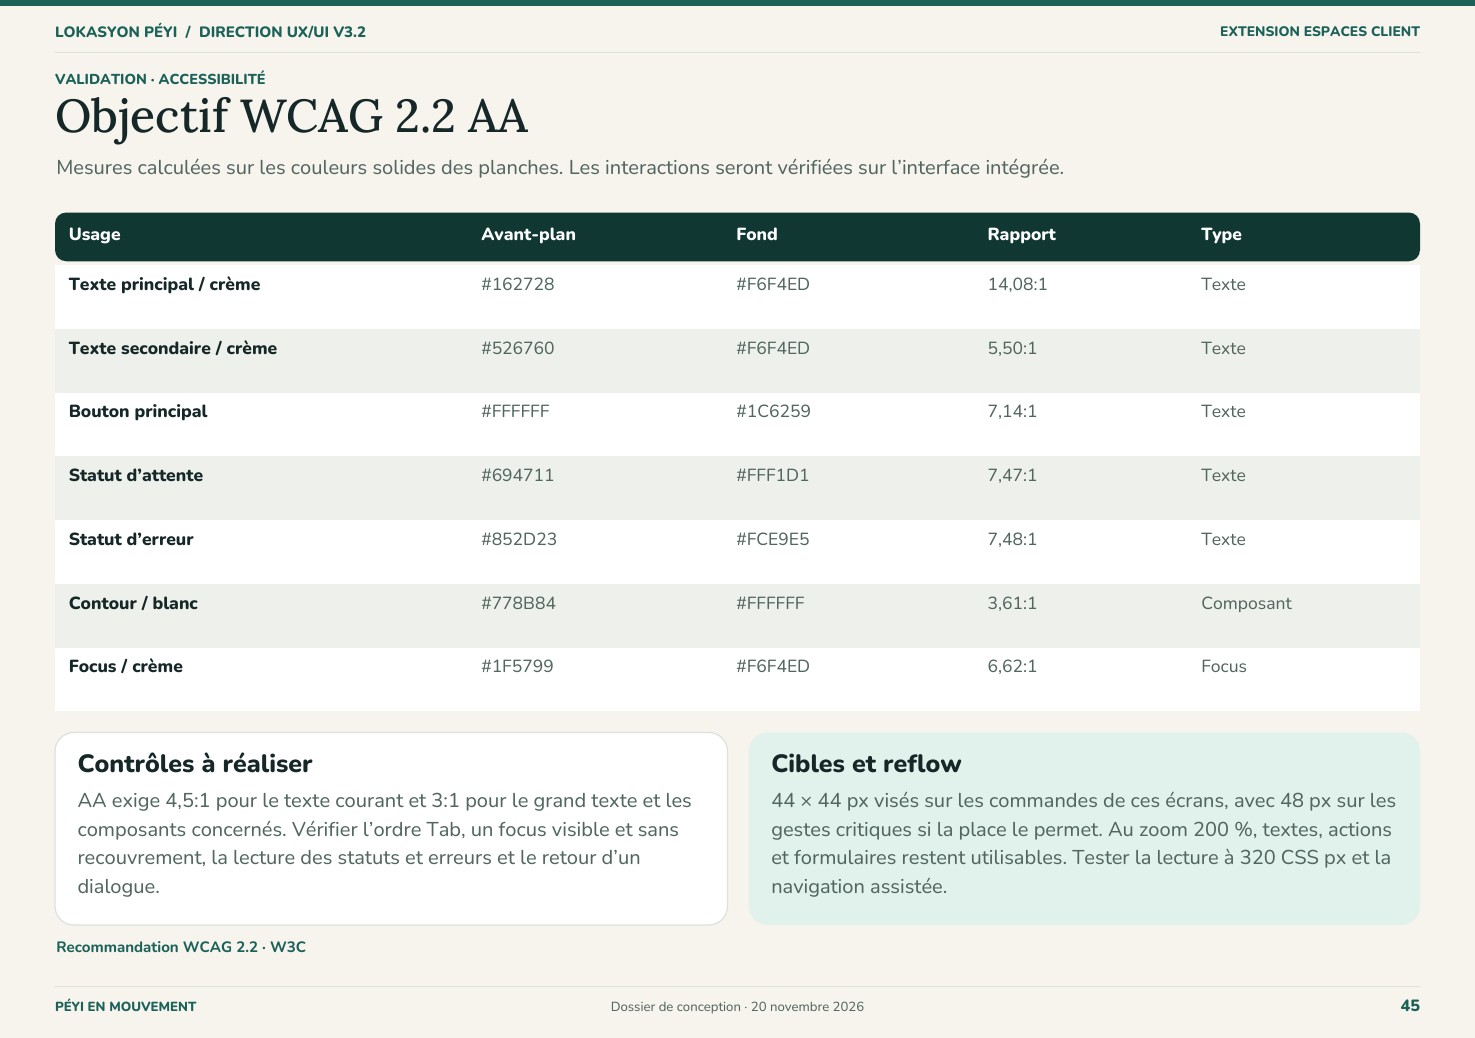 LOKASYON PÉYI / DIRECTION UX/UI V3.2
EXTENSION ESPACES CLIENT
VALIDATION · ACCESSIBILITÉ
Objectif WCAG 2.2 AA
Mesures calculées sur les couleurs solides des planches. Les interactions seront vérifiées sur l’interface intégrée.
Usage Avant-plan Fond Rapport Type
Texte principal / crème #162728 #F6F4ED 14,08:1 Texte
Texte secondaire / crème #526760 #F6F4ED 5,50:1 Texte
Bouton principal #FFFFFF #1C6259 7,14:1 Texte
Statut d’attente #694711 #FFF1D1 7,47:1 Texte
Statut d’erreur #852D23 #FCE9E5 7,48:1 Texte
Contour / blanc #778B84 #FFFFFF 3,61:1 Composant
Focus / crème #1F5799 #F6F4ED 6,62:1 Focus
Contrôles à réaliser
AA exige 4,5:1 pour le texte courant et 3:1 pour le grand texte et les
composants concernés. Vérifier l’ordre Tab, un focus visible et sans
recouvrement, la lecture des statuts et erreurs et le retour d’un
dialogue.
Cibles et reflow
44 × 44 px visés sur les commandes de ces écrans, avec 48 px sur les
gestes critiques si la place le permet. Au zoom 200 %, textes, actions
et formulaires restent utilisables. Tester la lecture à 320 CSS px et la
navigation assistée.
Recommandation WCAG 2.2 · W3C
PÉYI EN MOUVEMENT
Dossier de conception · 20 novembre 2026
45